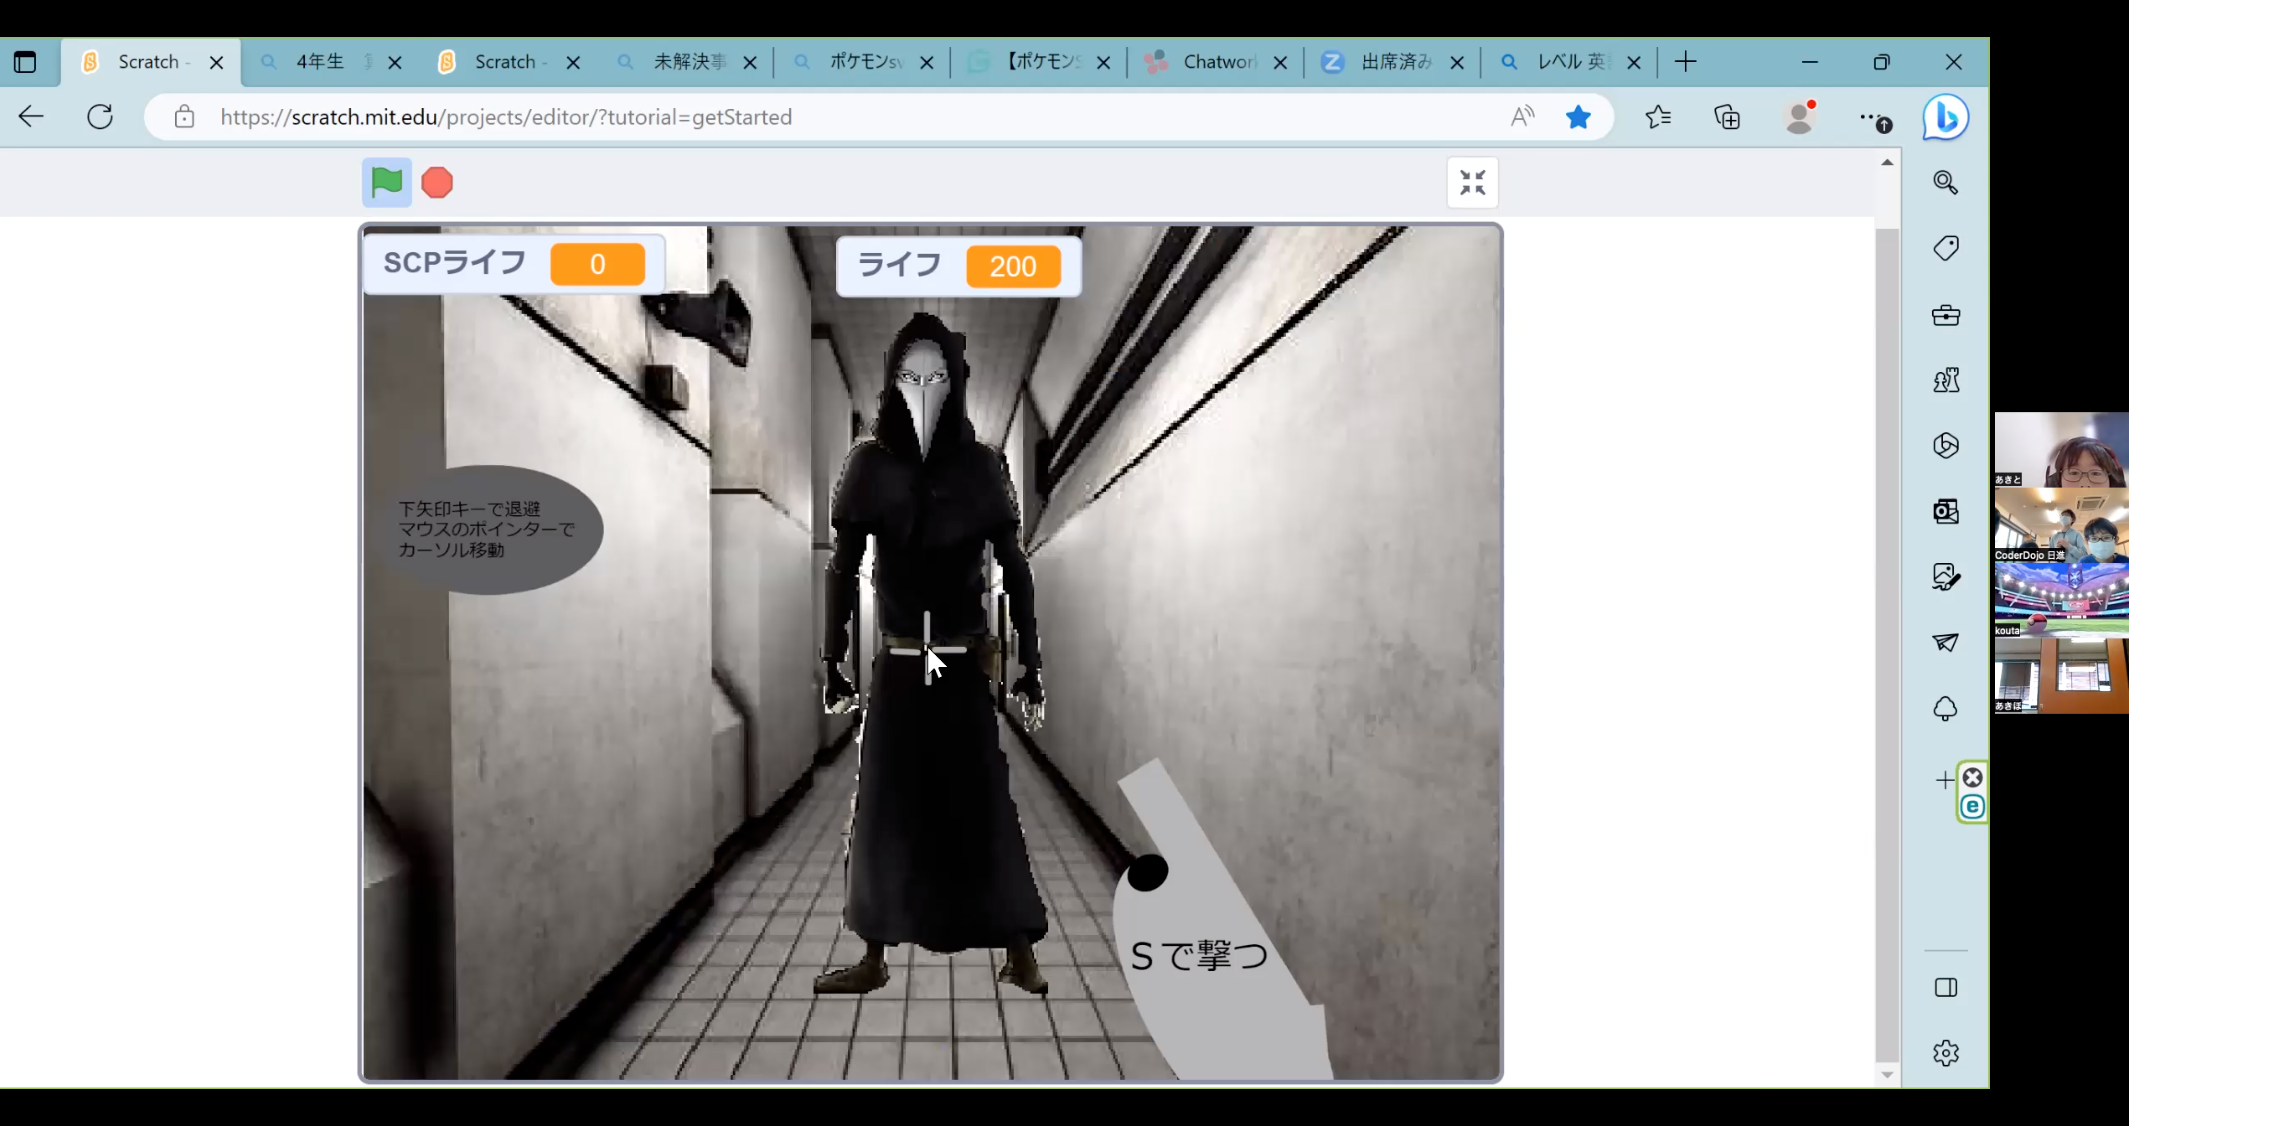 Scratch -
4年生
Scratch -
未解決事
ポケモンsv
【ポケモンS
Chatwor
出席済み
レベル 英
https://scratch.mit.edu/projects/editor/?tutorial=getStarted
SCPライフ 0
ライフ 200
下矢印キーで退避
マウスのポインターで
カーソル移動
Sで撃つ
あきと
CoderDojo 日進
kouta
あきほ